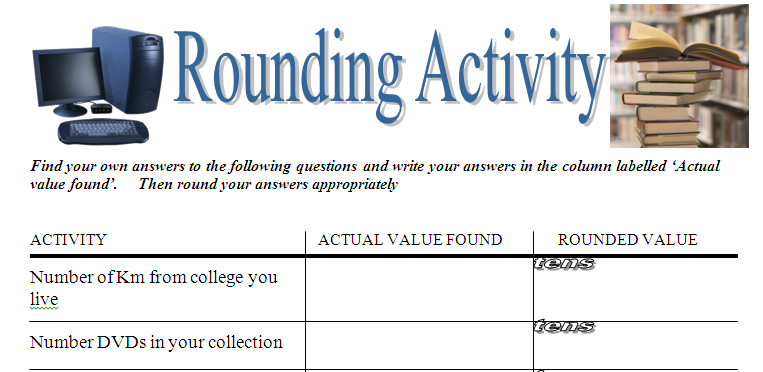 Rounding Activity
Find your own answers to the following questions and write your answers in the column labelled ‘Actual
value found’. Then round your answers appropriately
ACTIVITY ACTUAL VALUE FOUND ROUNDED VALUE
tens
Number of Km from college you
live
tens
Number DVDs in your collection